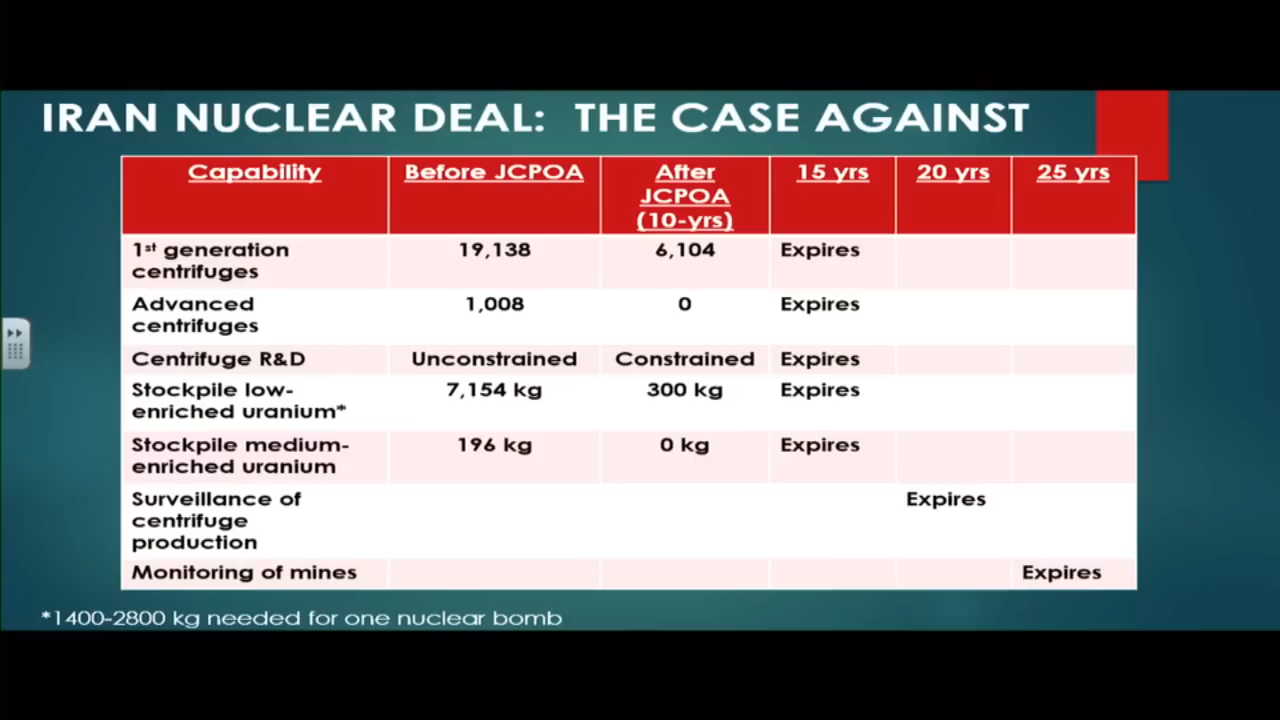 IRAN NUCLEAR DEAL: THE CASE AGAINST
Capability Before JCPOA After JCPOA (10-yrs) 15 yrs 20 yrs 25 yrs
1st generation centrifuges 19,138 6,104 Expires
Advanced centrifuges 1,008 0 Expires
Centrifuge R&D Unconstrained Constrained Expires
Stockpile low-enriched uranium* 7,154 kg 300 kg Expires
Stockpile medium-enriched uranium 196 kg 0 kg Expires
Surveillance of centrifuge production Expires
Monitoring of mines Expires
*1400-2800 kg needed for one nuclear bomb